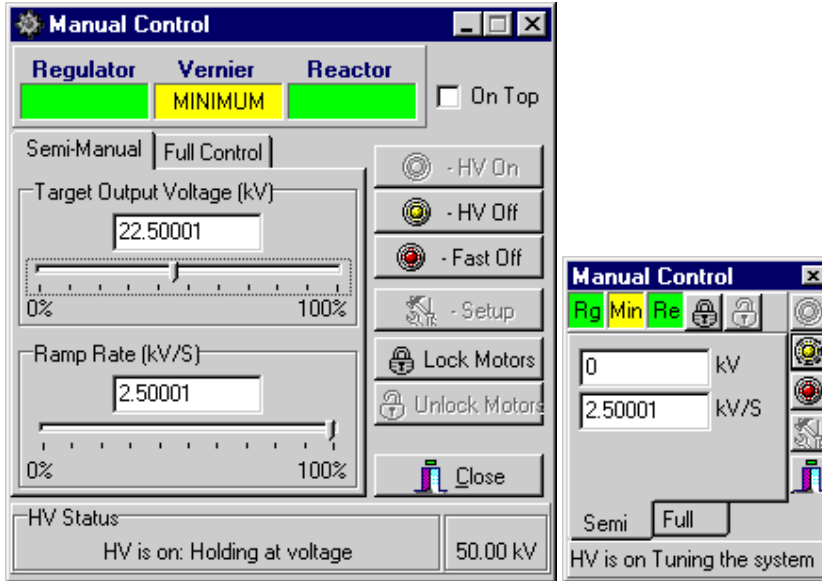 Manual Control
Regulator Vernier Reactor
MINIMUM
On Top
Semi-Manual Full Control
Target Output Voltage (kV)
22.50001
0% 100%
Ramp Rate (kV/S)
2.50001
0% 100%
- HV On
- HV Off
- Fast Off
- Setup
Lock Motors
Unlock Motors
Close
HV Status
HV is on: Holding at voltage
50.00 kV
Manual Control
Rg Min Re
0 kV
2.50001 kV/S
Semi Full
HV is on Tuning the system